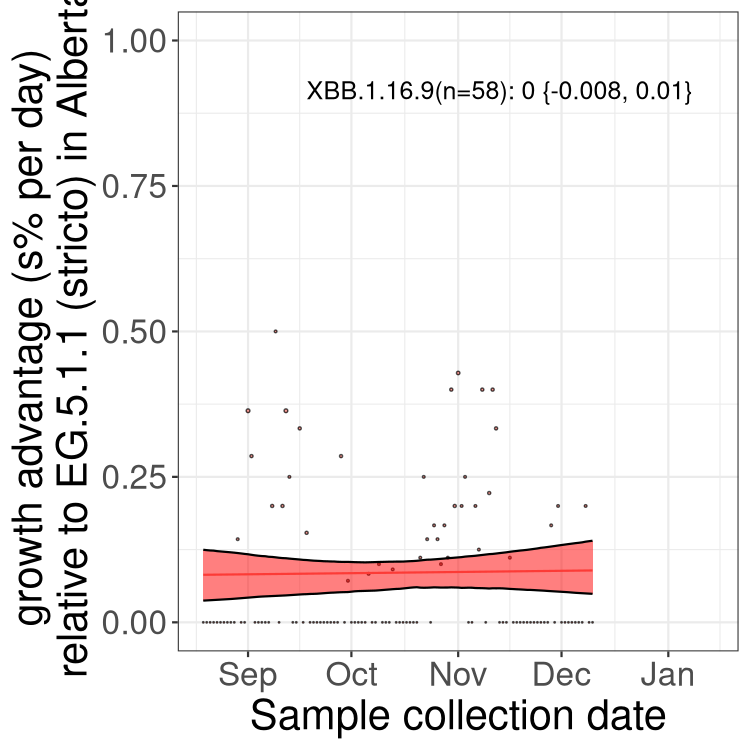 growth advantage (s% per day)
relative to EG.5.1.1 (stricto) in Alberta
1.00
0.75
0.50
0.25
0.00
XBB.1.16.9(n=58): 0 {-0.008, 0.01}
Sep Oct Nov Dec Jan
Sample collection date